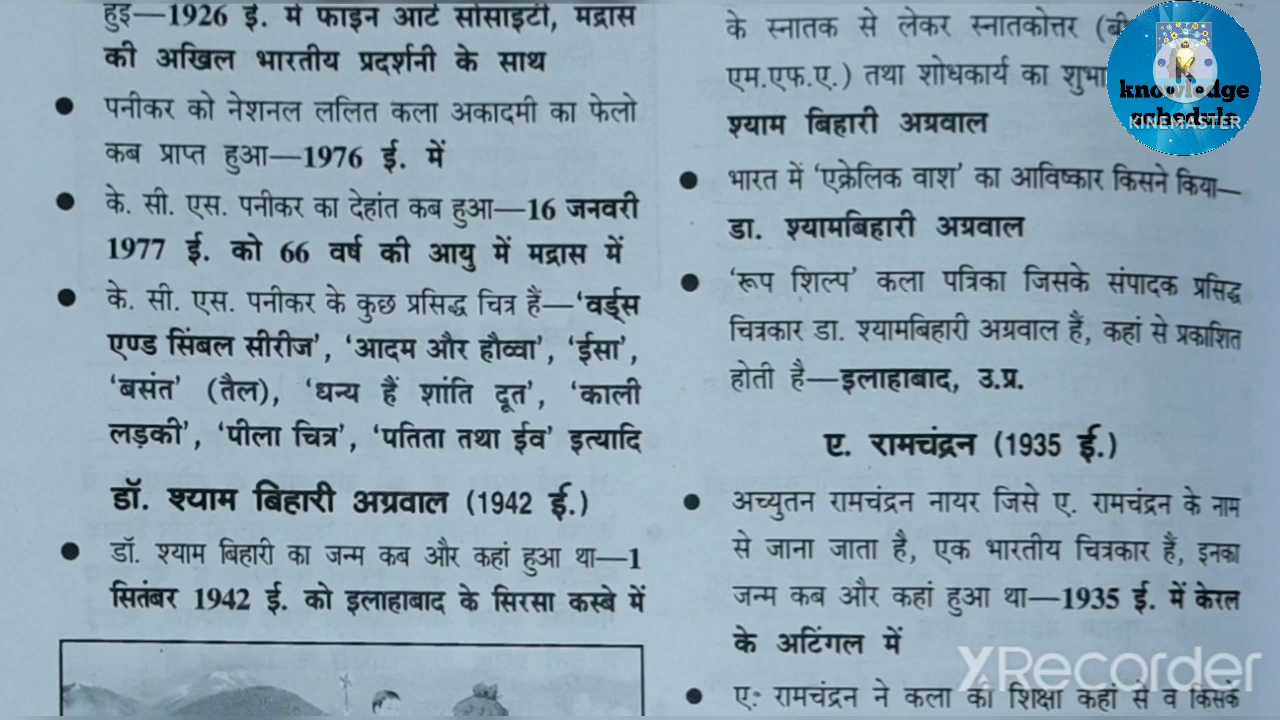 हुई—1926 ई. में फाइन आर्ट सोसाइटी, मद्रास
की अखिल भारतीय प्रदर्शनी के साथ
● पनीकर को नेशनल ललित कला अकादमी का फेलो
कब प्राप्त हुआ—1976 ई. में
● के. सी. एस. पनीकर का देहांत कब हुआ—16 जनवरी
1977 ई. को 66 वर्ष की आयु में मद्रास में
● के. सी. एस. पनीकर के कुछ प्रसिद्ध चित्र हैं—‘वर्ड्स
एण्ड सिंबल सीरीज’, ‘आदम और हौव्वा’, ‘ईसा’,
‘बसंत’ (तैल), ‘धन्य हैं शांति दूत’, ‘काली
लड़की’, ‘पीला चित्र’, ‘पतिता तथा ईव’ इत्यादि
डॉ. श्याम बिहारी अग्रवाल (1942 ई.)
● डॉ. श्याम बिहारी का जन्म कब और कहां हुआ था—1
सितंबर 1942 ई. को इलाहाबाद के सिरसा कस्बे में
के स्नातक से लेकर स्नातकोत्तर
एम.एफ.ए.) तथा शोधकार्य का
श्याम बिहारी अग्रवाल
● भारत में ‘एक्रेलिक वाश’ का आविष्कार किसने किया—
डा. श्यामबिहारी अग्रवाल
● ‘रूप शिल्प’ कला पत्रिका जिसके संपादक प्रसिद्ध
चित्रकार डा. श्यामबिहारी अग्रवाल हैं, कहां से प्रकाशित
होती है—इलाहाबाद, उ.प्र.
ए. रामचंद्रन (1935 ई.)
● अच्युतन रामचंद्रन नायर जिसे ए. रामचंद्रन के नाम
से जाना जाता है, एक भारतीय चित्रकार हैं, इनका
जन्म कब और कहां हुआ था—1935 ई. में केरल
के अटिंगल में
● ए. रामचंद्रन ने कला की शिक्षा कहां से व किसके
knowledge
schedule
KINEMASTER
XRecorder